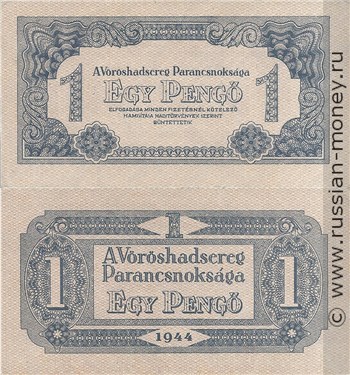 A Vöröshadsereg Parancsnoksága
1 EGY PENGŐ 1
ELFOGADÁSA MINDEN FIZETÉSNÉL KÖTELEZŐ
HAMISÍTÁSA HADITÖRVÉNYEK SZERINT
BÜNTETTETIK
1
A Vöröshadsereg
Parancsnoksága
1 EGY PENGŐ 1
1944
© www.russian-money.ru